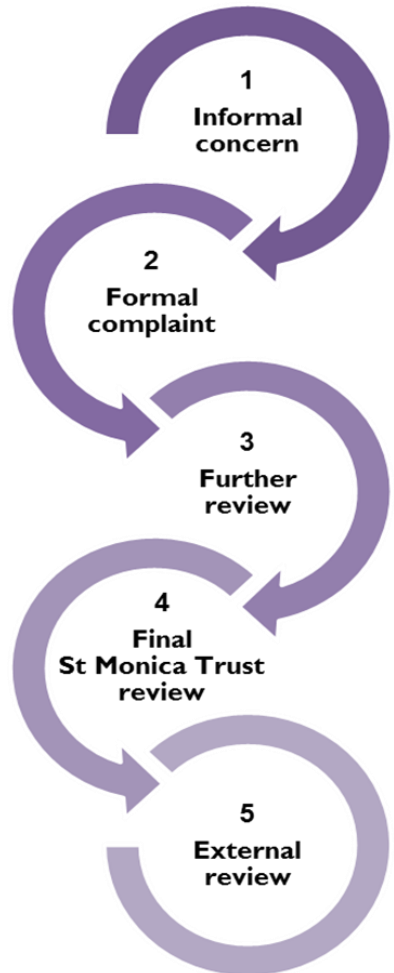 1
Informal
concern
2
Formal
complaint
3
Further
review
4
Final
St Monica Trust
review
5
External
review